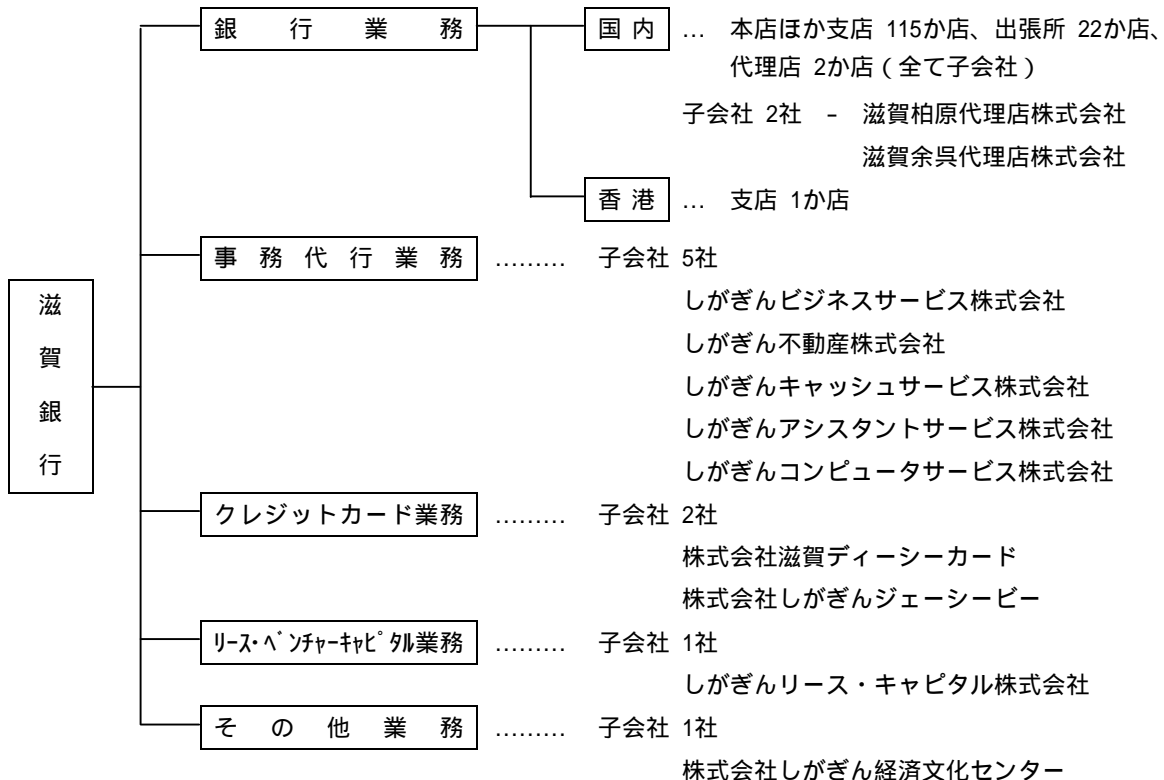 銀行業務
国内 … 本店ほか支店 115か店、出張所 22か店、
代理店 2か店(全て子会社)
子会社 2社 - 滋賀柏原代理店株式会社
滋賀余呉代理店株式会社
香港 … 支店 1か店
事務代行業務 ……… 子会社 5社
しがぎんビジネスサービス株式会社
しがぎん不動産株式会社
しがぎんキャッシュサービス株式会社
しがぎんアシスタントサービス株式会社
しがぎんコンピュータサービス株式会社
滋賀銀行
クレジットカード業務 ……… 子会社 2社
株式会社滋賀ディーシーカード
株式会社しがぎんジェーシービー
リース・ベンチャーキャピタル業務 ……… 子会社 1社
しがぎんリース・キャピタル株式会社
その他業務 ……… 子会社 1社
株式会社しがぎん経済文化センター